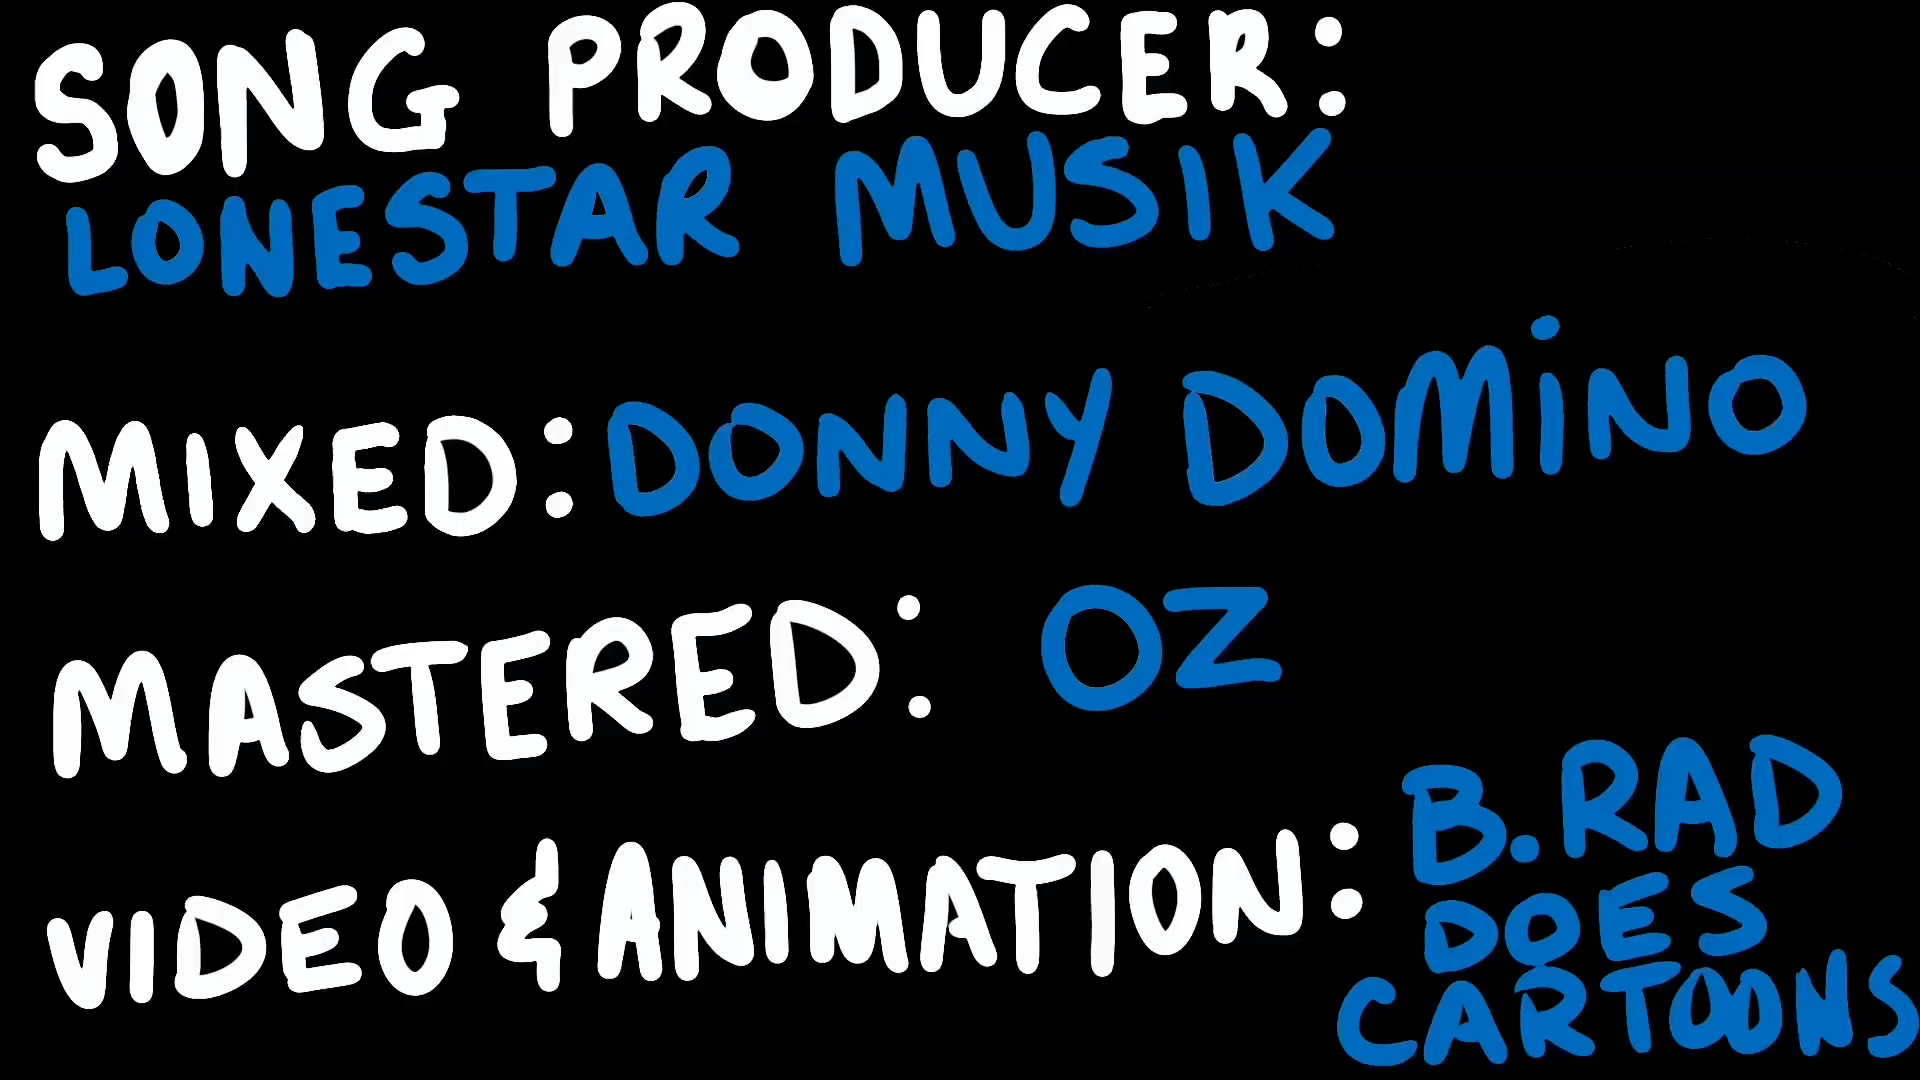 SONG PRODUCER:
LONESTAR MUSIK
MIXED: DONNY DOMiNO
MASTERED: OZ
VIDEO & ANIMATION: B.RAD
DOES
CARTOONS